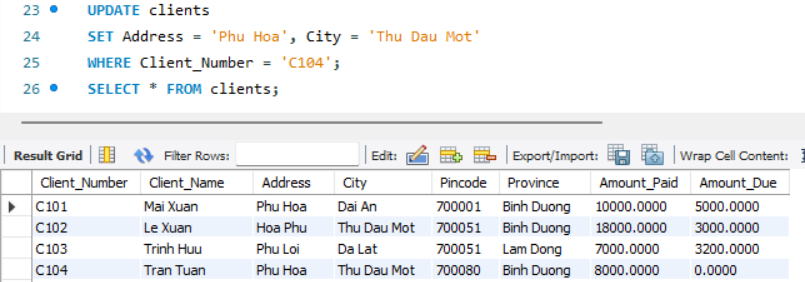 23 UPDATE clients
24 SET Address = 'Phu Hoa', City = 'Thu Dau Mot'
25 WHERE Client_Number = 'C104';
26 SELECT * FROM clients;
Result Grid Filter Rows: Edit: Export/Import: Wrap Cell Content:
Client_Number Client_Name Address City Pincode Province Amount_Paid Amount_Due
C101 Mai Xuan Phu Hoa Dai An 700001 Binh Duong 10000.0000 5000.0000
C102 Le Xuan Hoa Phu Thu Dau Mot 700051 Binh Duong 18000.0000 3000.0000
C103 Trinh Huu Phu Loi Da Lat 700051 Lam Dong 7000.0000 3200.0000
C104 Tran Tuan Phu Hoa Thu Dau Mot 700080 Binh Duong 8000.0000 0.0000